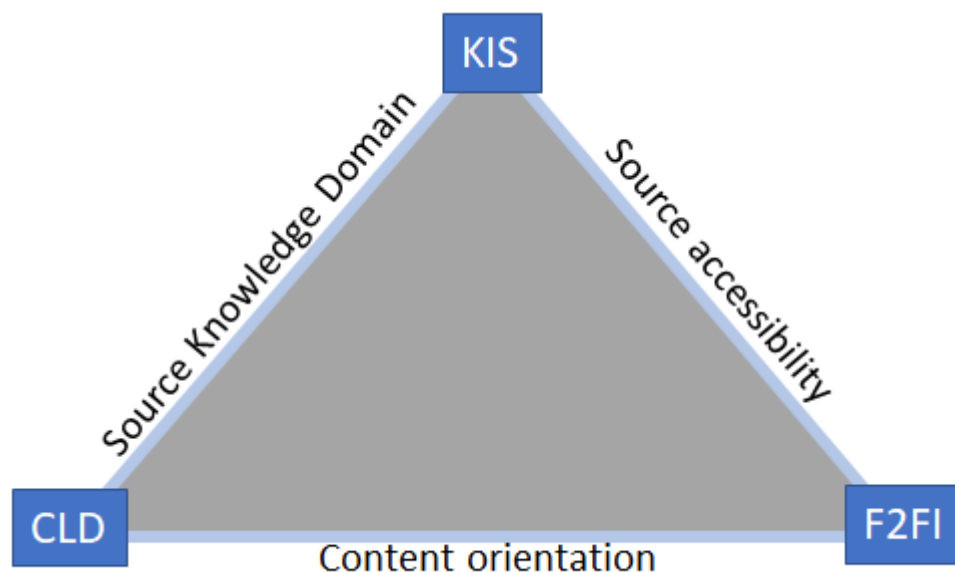 KIS
Source Knowledge Domain
Source accessibility
CLD
F2FI
Content orientation